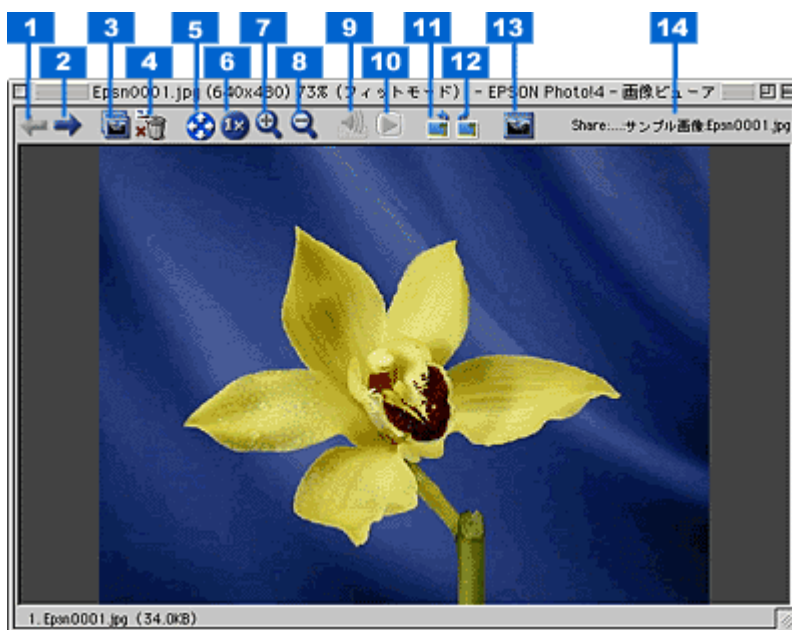 1 2 3 4 5 6 7 8 9 10 11 12 13 14
Epsn0001.jpg (640x480) 73% (フィットモード) - EPSON Photo!4 - 画像ビューア
1x
Share:...:サンプル画像:Epsn0001.jpg
1. Epsn0001.jpg (34.0KB)